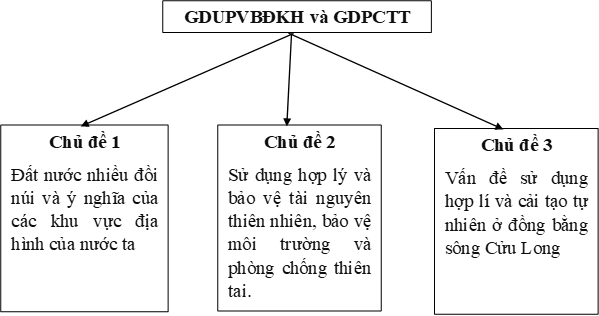 GDUPVBĐKH và GDPCTT
Chủ đề 1
Đất nước nhiều đồi
núi và ý nghĩa của
các khu vực địa
hình của nước ta
Chủ đề 2
Sử dụng hợp lý và
bảo vệ tài nguyên
thiên nhiên, bảo vệ
môi trường và
phòng chống thiên
tai.
Chủ đề 3
Vấn đề sử dụng
hợp lí và cải tạo tự
nhiên ở đồng bằng
sông Cửu Long